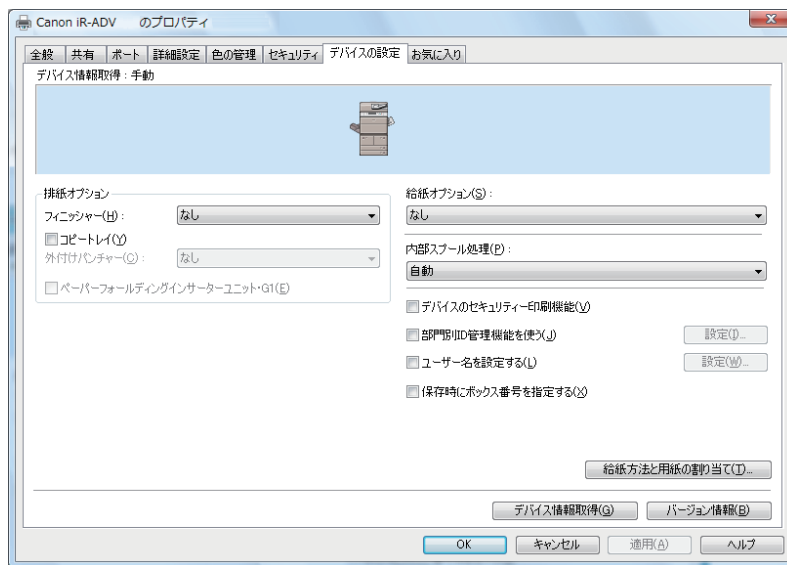 Canon iR-ADV のプロパティ
全般 共有 ポート 詳細設定 色の管理 セキュリティ デバイスの設定 お気に入り
デバイス情報取得 : 手動
排紙オプション
フィニッシャー(H) : なし
コピートレイ(Y)
外付けパンチャー(C) : なし
ペーパーフォールディングインサーターユニット・G1(E)
給紙オプション(S) :
なし
内部スプール処理(P) :
自動
デバイスのセキュリティー印刷機能(V)
部門別ID管理機能を使う(J) 設定(I)...
ユーザー名を設定する(L) 設定(W)...
保存時にボックス番号を指定する(X)
給紙方法と用紙の割り当て(T)...
デバイス情報取得(G) バージョン情報(B)
OK キャンセル 適用(A) ヘルプ